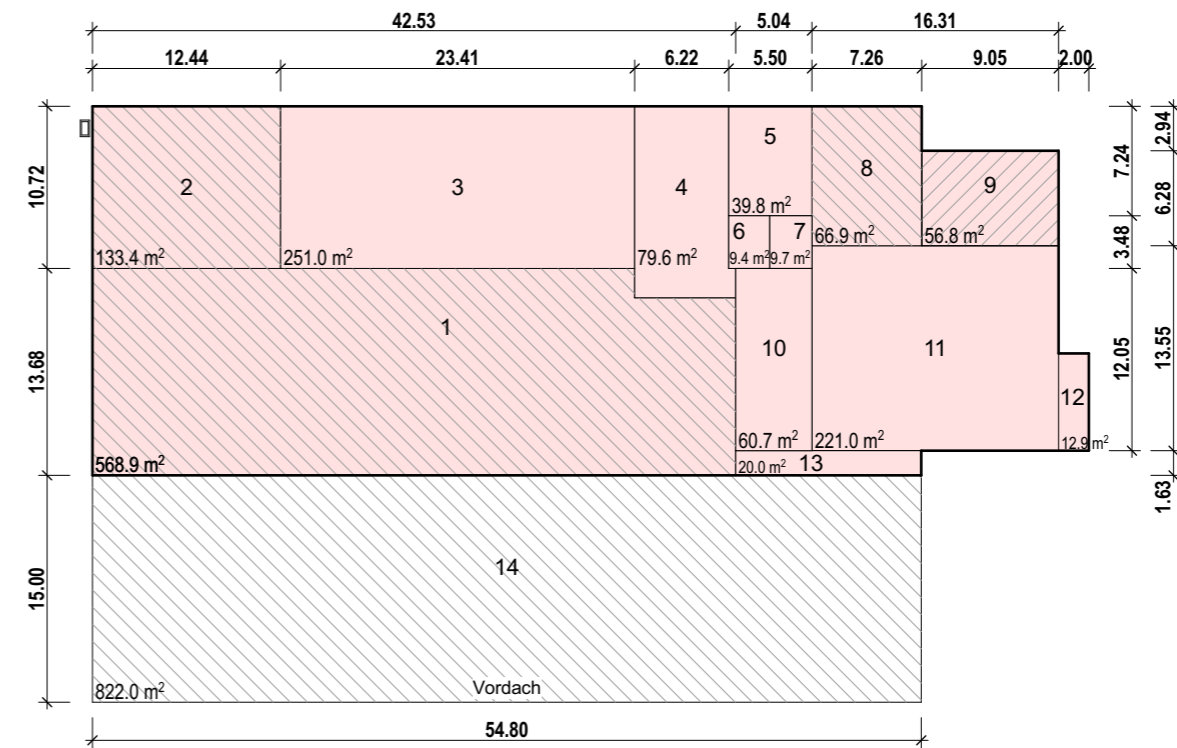 42.53 5.04 16.31
12.44 23.41 6.22 5.50 7.26 9.05 2.00
10.72
13.68
15.00
2
133.4 m²
3
251.0 m²
4
79.6 m²
5
39.8 m²
6
9.4 m²
7
9.7 m²
8
66.9 m²
9
56.8 m²
1
568.9 m²
10
60.7 m²
11
221.0 m²
12
12.9 m²
13
20.0 m²
14
822.0 m²
Vordach
7.24
3.48
12.05
2.94
6.28
13.55
1.63
54.80